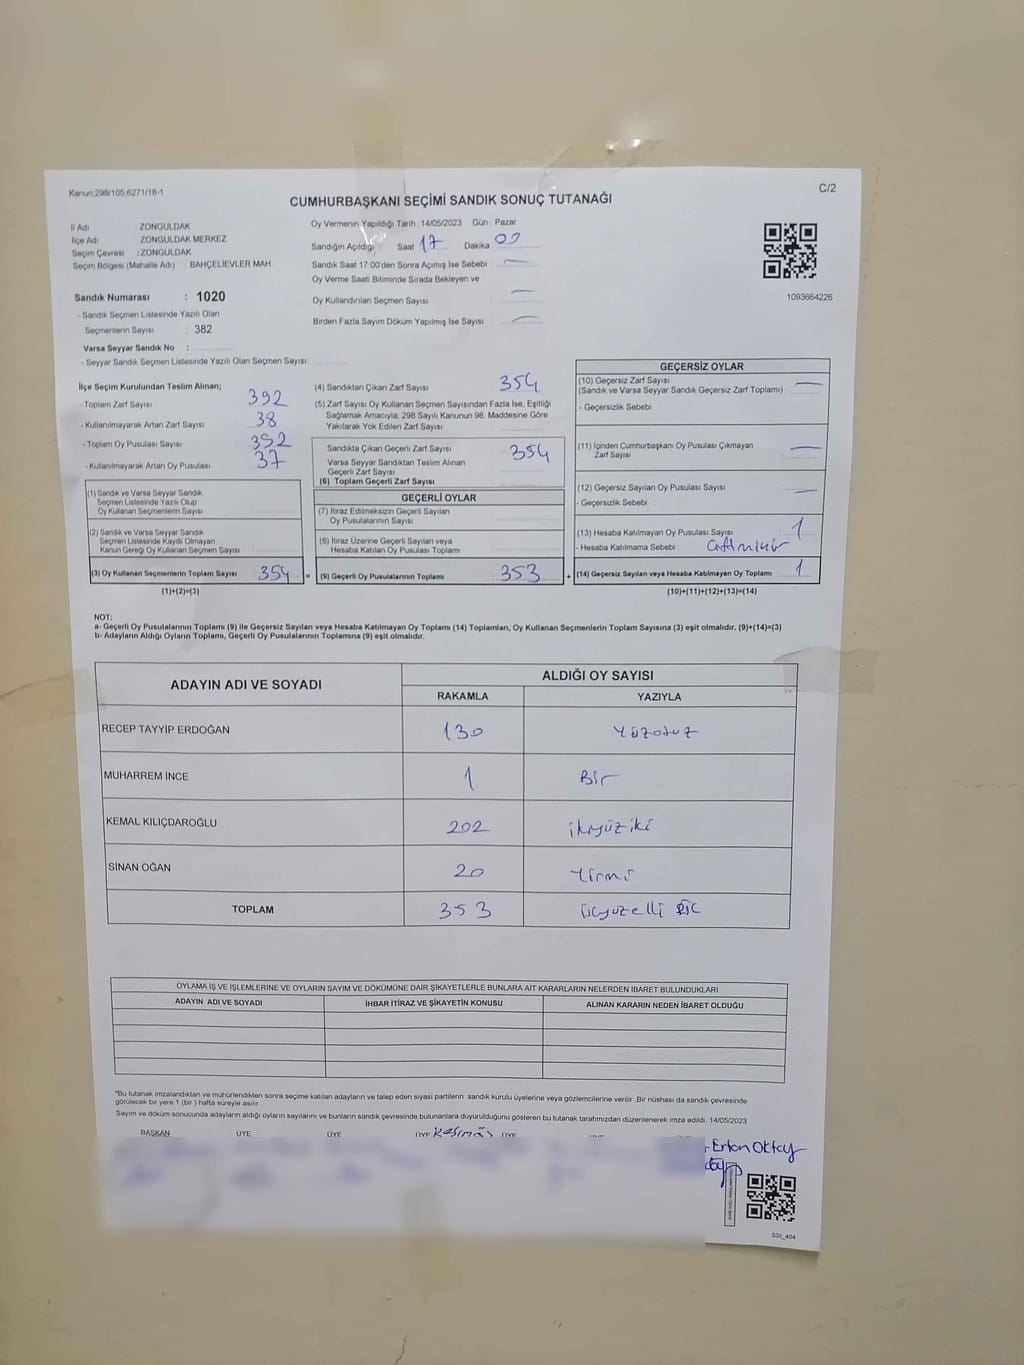 Kanun:298/105;6271/18-1
C/2
CUMHURBAŞKANI SEÇİMİ SANDIK SONUÇ TUTANAĞI
İl Adı ZONGULDAK
İlçe Adı ZONGULDAK MERKEZ
Seçim Çevresi :ZONGULDAK
Seçim Bölgesi (Mahalle Adı) : BAHÇELİEVLER MAH
Sandık Numarası : 1020
- Sandık Seçmen Listesinde Yazılı Olan
Seçmenlerin Sayısı : 382
Varsa Seyyar Sandık No :
- Seyyar Sandık Seçmen Listesinde Yazılı Olan Seçmen Sayısı:
Oy Vermenin Yapıldığı Tarih :14/05/2023 Gün : Pazar
Sandığın Açıldığı Saat 17 Dakika 00
Sandık Saat 17:00'den Sonra Açılmış İse Sebebi
Oy Verme Saati Bitiminde Sırada Bekleyen ve
Oy Kullandırılan Seçmen Sayısı
Birden Fazla Sayım Döküm Yapılmış İse Sayısı
1093664226
İlçe Seçim Kurulundan Teslim Alınan;
- Toplam Zarf Sayısı 392
- Kullanılmayarak Artan Zarf Sayısı 38
- Toplam Oy Pusulası Sayısı 392
- Kullanılmayarak Artan Oy Pusulası 37
(1) Sandık ve Varsa Seyyar Sandık
Seçmen Listesinde Yazılı Olup
Oy Kullanan Seçmenlerin Sayısı
(2) Sandık ve Varsa Seyyar Sandık
Seçmen Listesinde Kayıtlı Olmayan
Kanun Gereği Oy Kullanan Seçmen Sayısı
(3) Oy Kullanan Seçmenlerin Toplam Sayısı 354 =
(1)+(2)=(3)
(4) Sandıktan Çıkan Zarf Sayısı 354
(5) Zarf Sayısı Oy Kullanan Seçmen Sayısından Fazla İse, Eşitliği
Sağlamak Amacıyla; 298 Sayılı Kanunun 98. Maddesine Göre
Yakılarak Yok Edilen Zarf Sayısı
Sandıkta Çıkan Geçerli Zarf Sayısı 354
Varsa Seyyar Sandıktan Teslim Alınan
Geçerli Zarf Sayısı
(6) Toplam Geçerli Zarf Sayısı
GEÇERLİ OYLAR
(7) İtiraz Edilmeksizin Geçerli Sayılan
Oy Pusulalarının Sayısı
(8) İtiraz Üzerine Geçerli Sayılan veya
Hesaba Katılan Oy Pusulası Toplamı
(9) Geçerli Oy Pusulalarının Toplamı 353 +
GEÇERSİZ OYLAR
(10) Geçersiz Zarf Sayısı
(Sandık ve Varsa Seyyar Sandık Geçersiz Zarf Toplamı) :
- Geçersizlik Sebebi
(11) İçinden Cumhurbaşkanı Oy Pusulası Çıkmayan
Zarf Sayısı
(12) Geçersiz Sayılan Oy Pusulası Sayısı
- Geçersizlik Sebebi
(13) Hesaba Katılmayan Oy Pusulası Sayısı 1
- Hesaba Katılmama Sebebi
(14) Geçersiz Sayılan veya Hesaba Katılmayan Oy Toplamı 1
(10)+(11)+(12)+(13)=(14)
NOT:
a- Geçerli Oy Pusulalarının Toplamı (9) ile Geçersiz Sayılan veya Hesaba Katılmayan Oy Toplamı (14) Toplamları, Oy Kullanan Seçmenlerin Toplam Sayısına (3) eşit olmalıdır. (9)+(14)=(3)
b- Adayların Aldığı Oyların Toplamı, Geçerli Oy Pusulalarının Toplamına (9) eşit olmalıdır.
ADAYIN ADI VE SOYADI ALDIĞI OY SAYISI
RAKAMLA YAZIYLA
RECEP TAYYİP ERDOĞAN 130 Yüzotuz
MUHARREM İNCE 1 Bir
KEMAL KILIÇDAROĞLU 202 ikiyüziki
SİNAN OĞAN 20 Yirmi
TOPLAM 353 üçyüzelli üç
OYLAMA İŞ VE İŞLEMLERİNE VE OYLARIN SAYIM VE DÖKÜMÜNE DAİR ŞİKAYETLERLE BUNLARA AİT KARARLARIN NELERDEN İBARET BULUNDUKLARI
ADAYIN ADI VE SOYADI İHBAR İTİRAZ VE ŞİKAYETİN KONUSU ALINAN KARARIN NEDEN İBARET OLDUĞU
*Bu tutanak imzalandıktan ve mühürlendikten sonra seçime katılan adayların ve talep eden siyasi partilerin sandık kurulu üyelerine veya gözlemcilerine verilir. Bir nüshası da sandık çevresinde
görülecek bir yere 1 (bir) hafta süreyle asılır.
Sayım ve döküm sonucunda adayların aldığı oyların sayılarını ve bunların sandık çevresinde bulunanlara duyurulduğunu gösteren bu tutanak tarafımızdan düzenlenerek imza edildi. 14/05/2023
BAŞKAN ÜYE ÜYE ÜYE ÜYE
Ertan Oktay
SSI_404